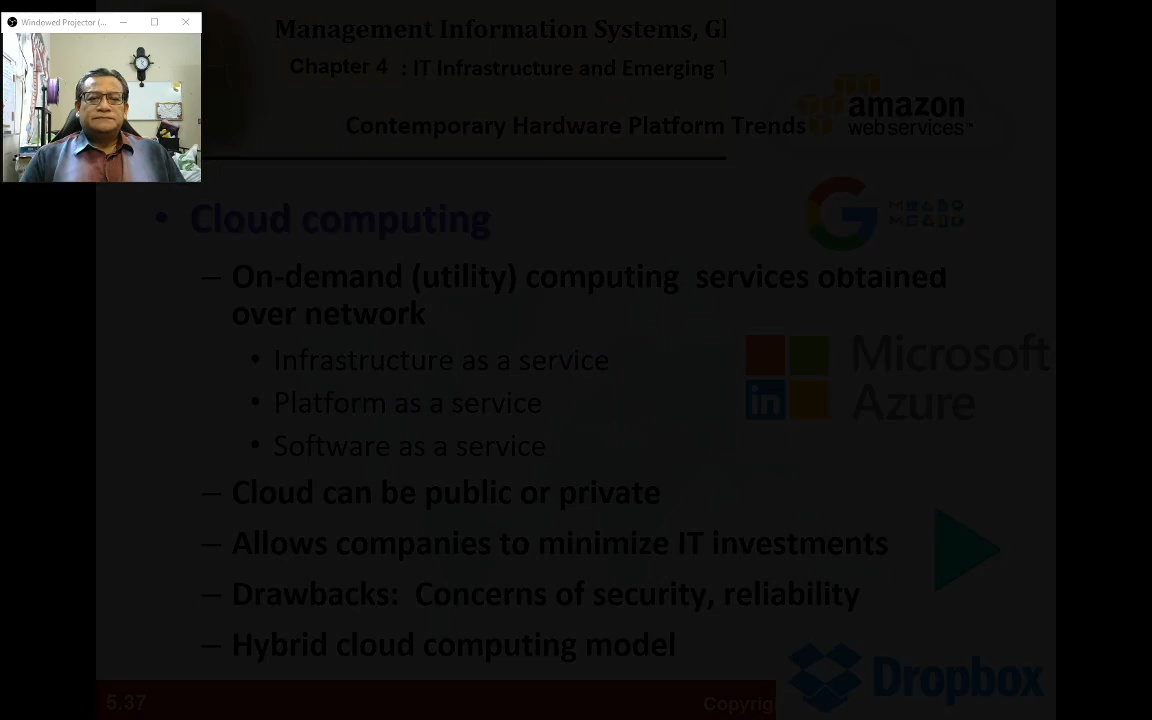 Windowed Projector (...
Management Information Systems, Gl
Chapter 4 : IT Infrastructure and Emerging T
Contemporary Hardware Platform Trends
amazon
webservices™
• Cloud computing
– On-demand (utility) computing services obtained
over network
• Infrastructure as a service
• Platform as a service
• Software as a service
Microsoft
Azure
in
– Cloud can be public or private
– Allows companies to minimize IT investments
– Drawbacks: Concerns of security, reliability
– Hybrid cloud computing model
Dropbox
5.37
Copyrig